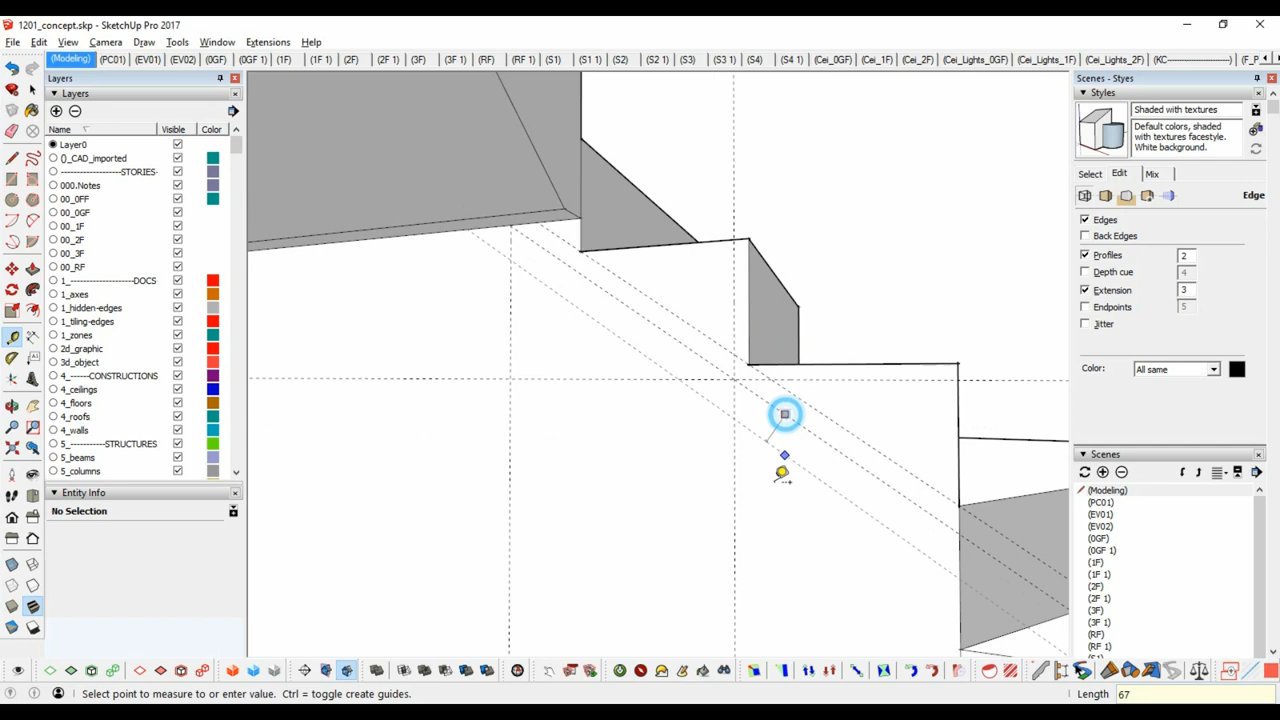 1201_concept.skp - SketchUp Pro 2017
File Edit View Camera Draw Tools Window Extensions Help
(Modeling) (PC01) (EV01) (EV02) (0GF) (0GF 1) (1F) (1F 1) (2F) (2F 1) (3F) (3F 1) (RF) (RF 1) (S1) (S1 1) (S2) (S3) (S3 1) (S4) (S4 1) (Cei_0GF) (Cei_1F) (Cei_2F) (Cei_Lights_0GF) (Cei_Lights_1F) (Cei_Lights_2F) (KC-------------------------) (F_P
Layers
Layers
Name Visible Color
Layer0
0_CAD_imported
-------------------STORIES-
000.Notes
00_0FF
00_0GF
00_1F
00_2F
00_3F
00_RF
1_--------------------DOCS
1_axes
1_hidden-edges
1_tiling-edges
1_zones
2d_graphic
3d_object
4_------CONSTRUCTIONS
4_ceilings
4_floors
4_roofs
4_walls
5_-----------STRUCTURES
5_beams
5_columns
Entity Info
No Selection
Scenes - Styes
Styles
Shaded with textures
Default colors, shaded
with textures facestyle.
White background.
Select Edit Mix
Edge
Edges
Back Edges
Profiles 2
Depth cue 4
Extension 3
Endpoints 5
Jitter
Color: All same
Scenes
(Modeling)
(PC01)
(EV01)
(EV02)
(0GF)
(0GF 1)
(1F)
(1F 1)
(2F)
(2F 1)
(3F)
(3F 1)
(RF)
(RF 1)
Select point to measure to or enter value. Ctrl = toggle create guides.
Length 67